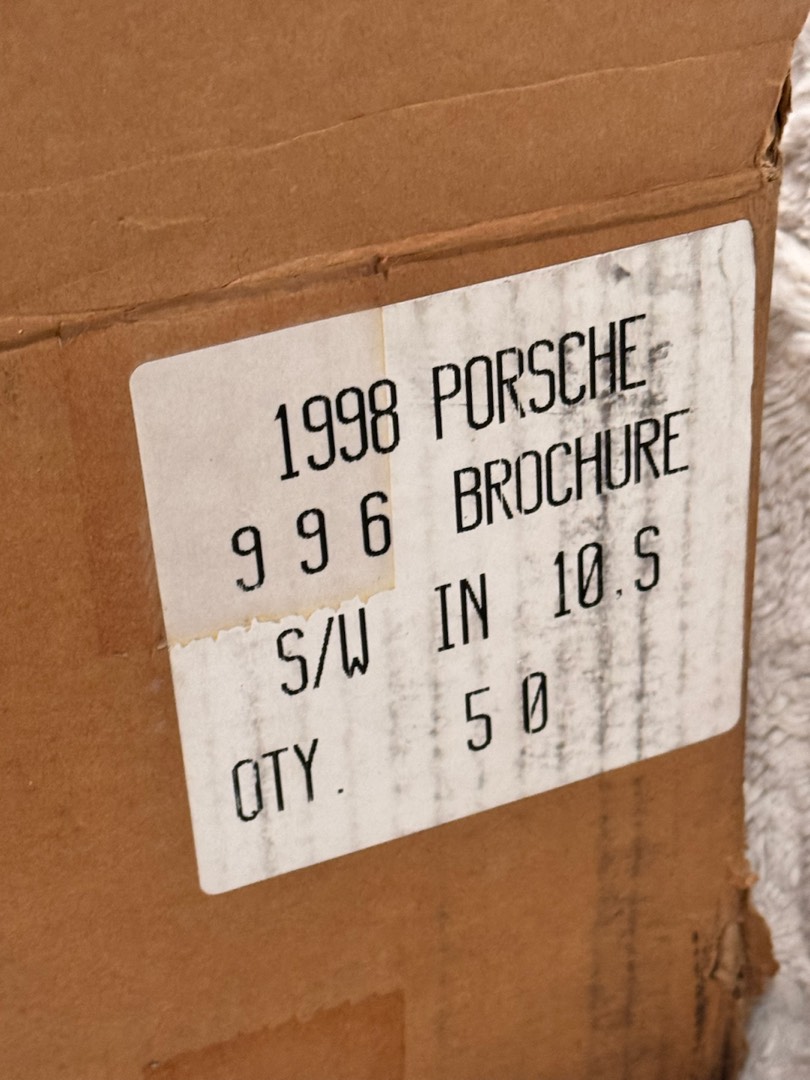 1998 PORSCHE
996 BROCHURE
S/W IN 10.S
QTY. 50